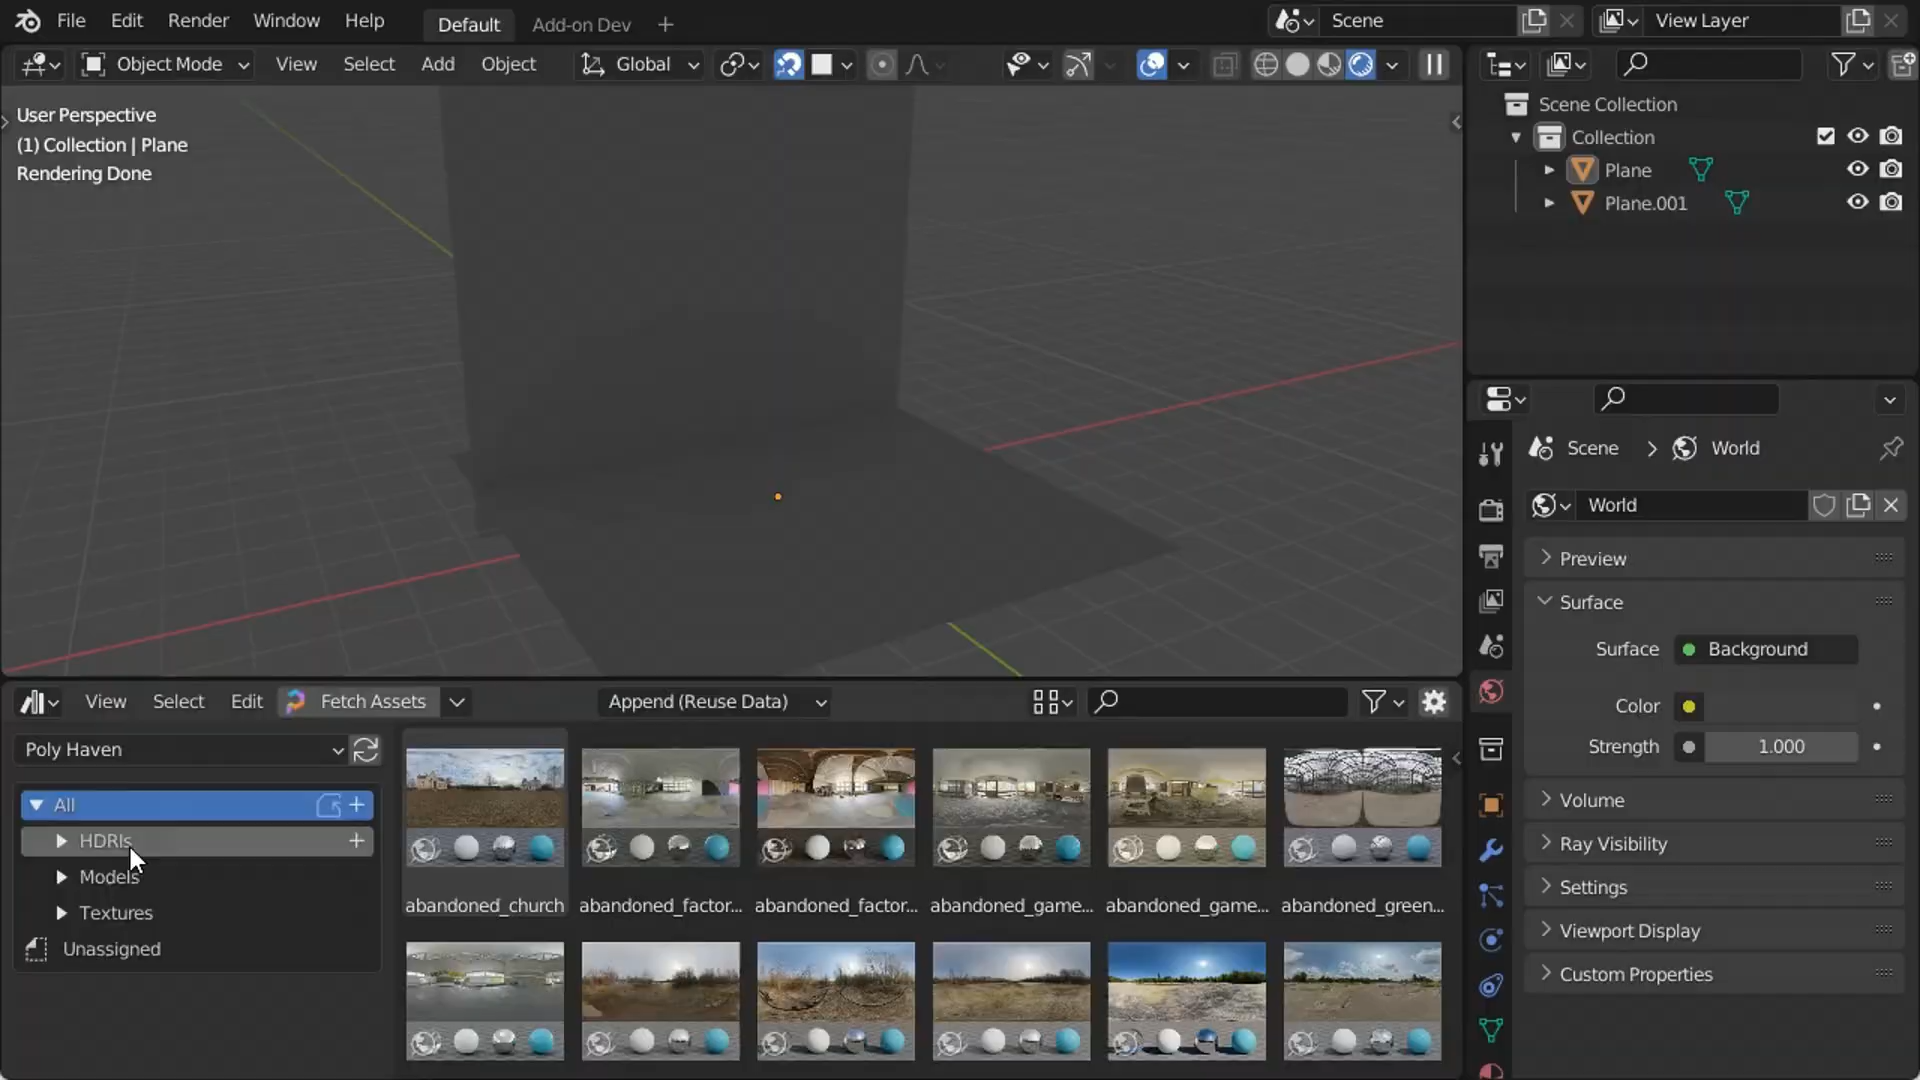 File Edit Render Window Help Default Add-on Dev + Scene View Layer
Object Mode View Select Add Object Global
User Perspective
(1) Collection | Plane
Rendering Done
Scene Collection
Collection
Plane
Plane.001
Scene > World
World
Preview
Surface
Surface Background
Color
Strength 1.000
Volume
Ray Visibility
Settings
Viewport Display
Custom Properties
View Select Edit Fetch Assets Append (Reuse Data)
Poly Haven
All
HDRIs
Models
Textures
Unassigned
abandoned_church abandoned_factor... abandoned_factor... abandoned_game... abandoned_game... abandoned_green...